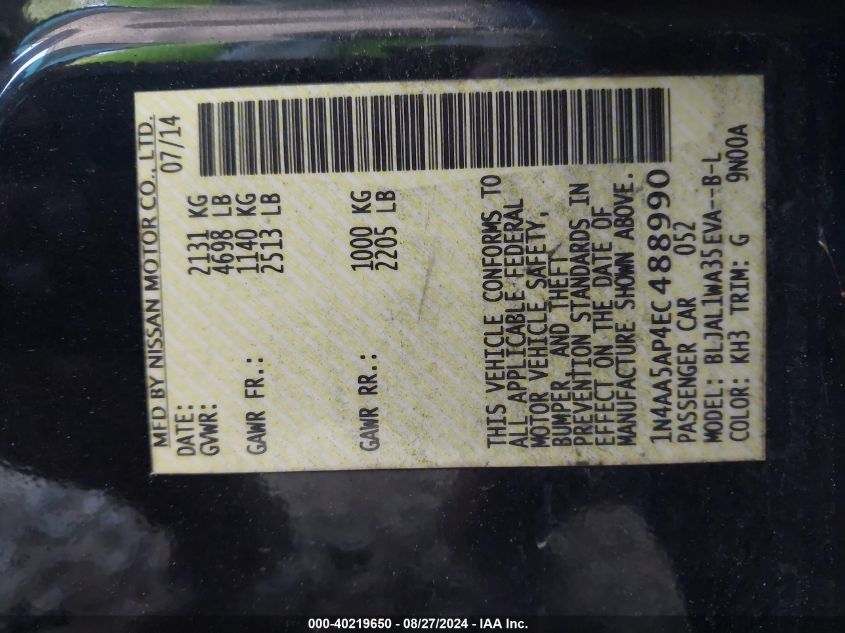 MFD BY NISSAN MOTOR CO., LTD.
DATE: 07/14
GVWR: 2131 KG
4698 LB
GAWR FR.: 1140 KG
2513 LB
GAWR RR.: 1000 KG
2205 LB
THIS VEHICLE CONFORMS TO
ALL APPLICABLE FEDERAL
MOTOR VEHICLE SAFETY,
BUMPER AND THEFT
PREVENTION STANDARDS IN
EFFECT ON THE DATE OF
MANUFACTURE SHOWN ABOVE.
1N4AA5AP4EC488990
PASSENGER CAR 052
MODEL: BLJAL1WA35EVA--B-L
COLOR: KH3 TRIM: G 9N00A
000-40219650 - 08/27/2024 - IAA Inc.